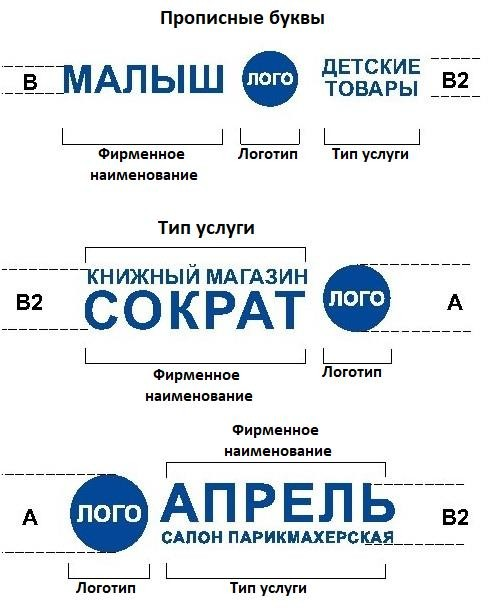 Прописные буквы
В МАЛЫШ ЛОГО ДЕТСКИЕ ТОВАРЫ В2
Фирменное наименование
Логотип
Тип услуги
Тип услуги
КНИЖНЫЙ МАГАЗИН
В2 СОКРАТ ЛОГО А
Фирменное наименование
Логотип
Фирменное наименование
А ЛОГО АПРЕЛЬ В2
САЛОН ПАРИКМАХЕРСКАЯ
Логотип
Тип услуги